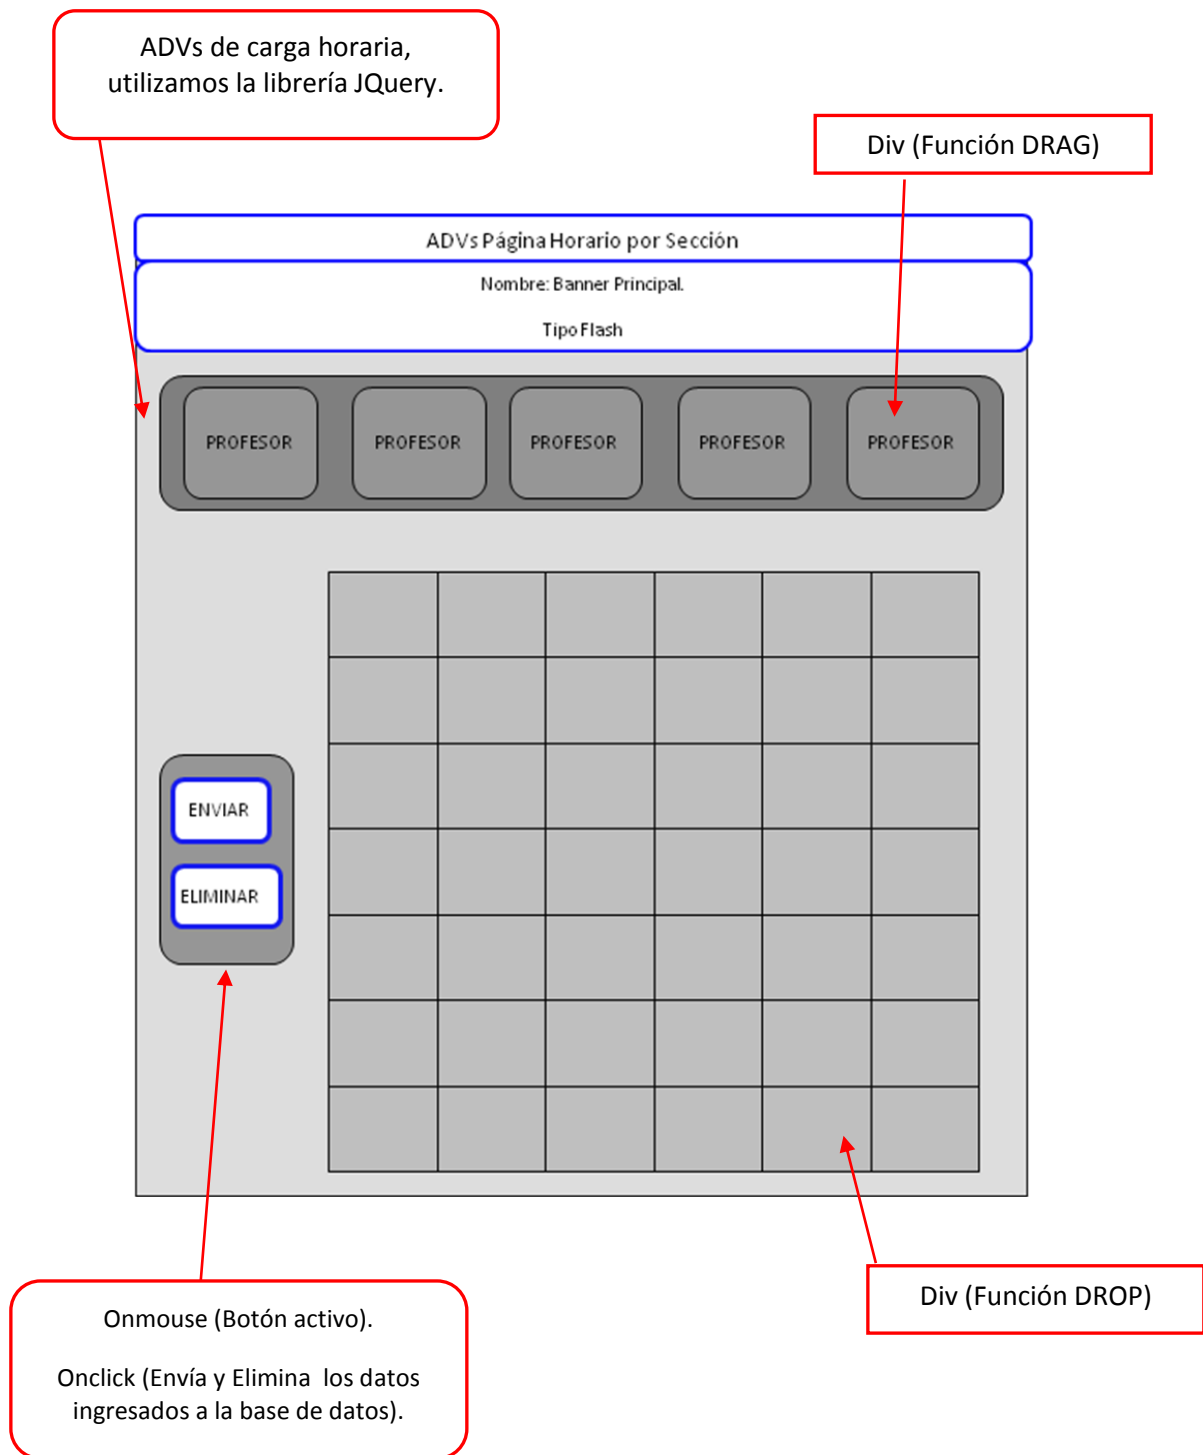 ADVs de carga horaria,
utilizamos la librería JQuery.
Div (Función DRAG)
ADVs Página Horario por Sección
Nombre: Banner Principal.
Tipo Flash
PROFESOR
PROFESOR
PROFESOR
PROFESOR
PROFESOR
ENVIAR
ELIMINAR
Div (Función DROP)
Onmouse (Botón activo).
Onclick (Envía y Elimina los datos
ingresados a la base de datos).